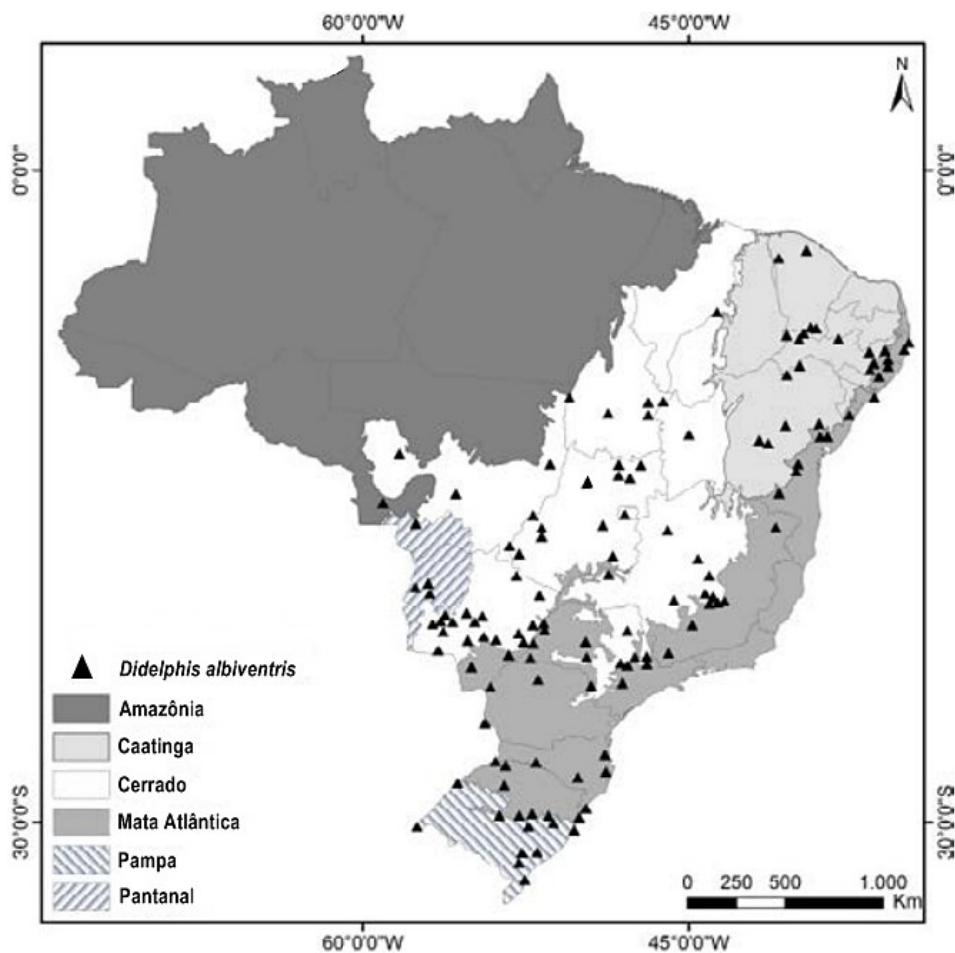 60°0'0"W 45°0'0"W
N
0°0'0" 0°0'0"
Didelphis albiventris
Amazônia
Caatinga
Cerrado
Mata Atlântica
Pampa
Pantanal
30°0'0"S 30°0'0"S
0 250 500 1.000
Km
60°0'0"W 45°0'0"W